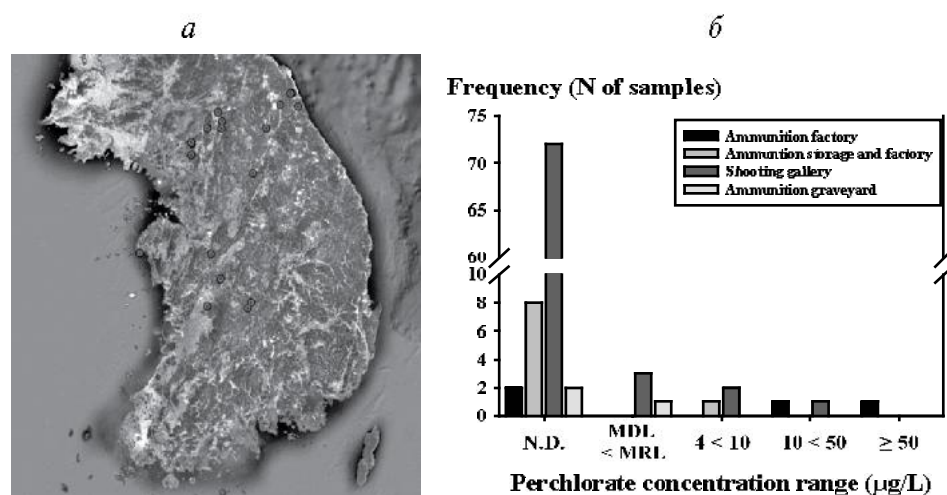 а
б
Frequency (N of samples)
75
70
65
60
10
8
6
4
2
0
Ammunition factory
Ammuntion storage and factory
Shooting gallery
Ammunition graveyard
N.D.
MDL
< MRL
4 < 10
10 < 50
≥ 50
Perchlorate concentration range (µg/L)